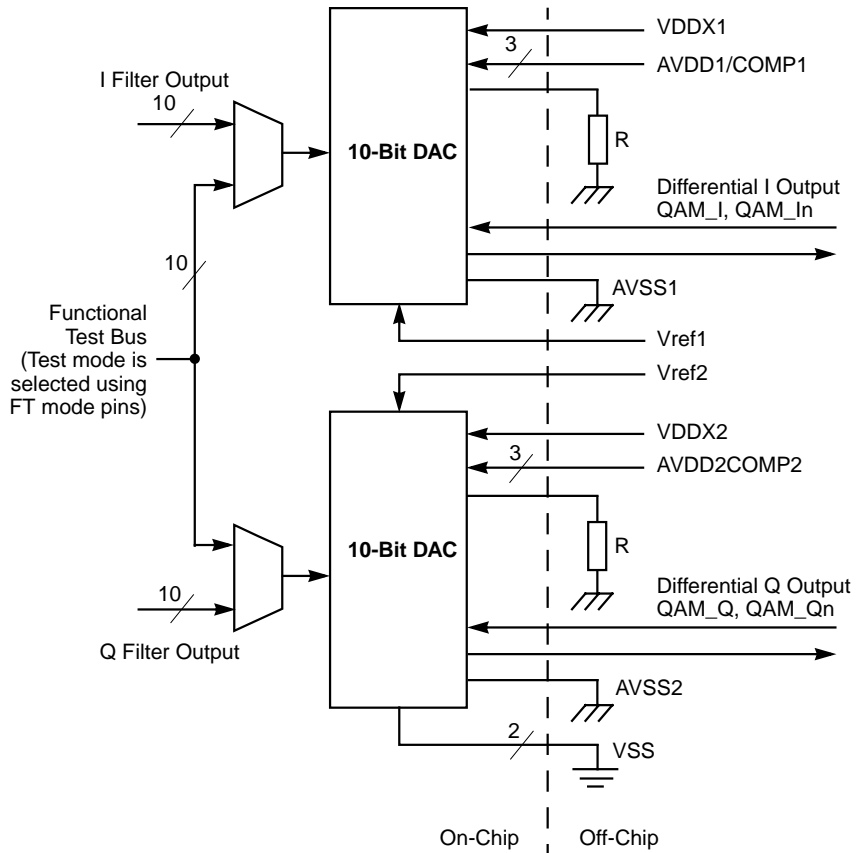 VDDX1
3
AVDD1/COMP1
I Filter Output
10
10-Bit DAC
R
Differential I Output
QAM_I, QAM_In
10
AVSS1
Functional
Test Bus
(Test mode is
selected using
FT mode pins)
Vref1
Vref2
VDDX2
3
AVDD2COMP2
10-Bit DAC
R
10
Q Filter Output
Differential Q Output
QAM_Q, QAM_Qn
AVSS2
2
VSS
On-Chip
Off-Chip